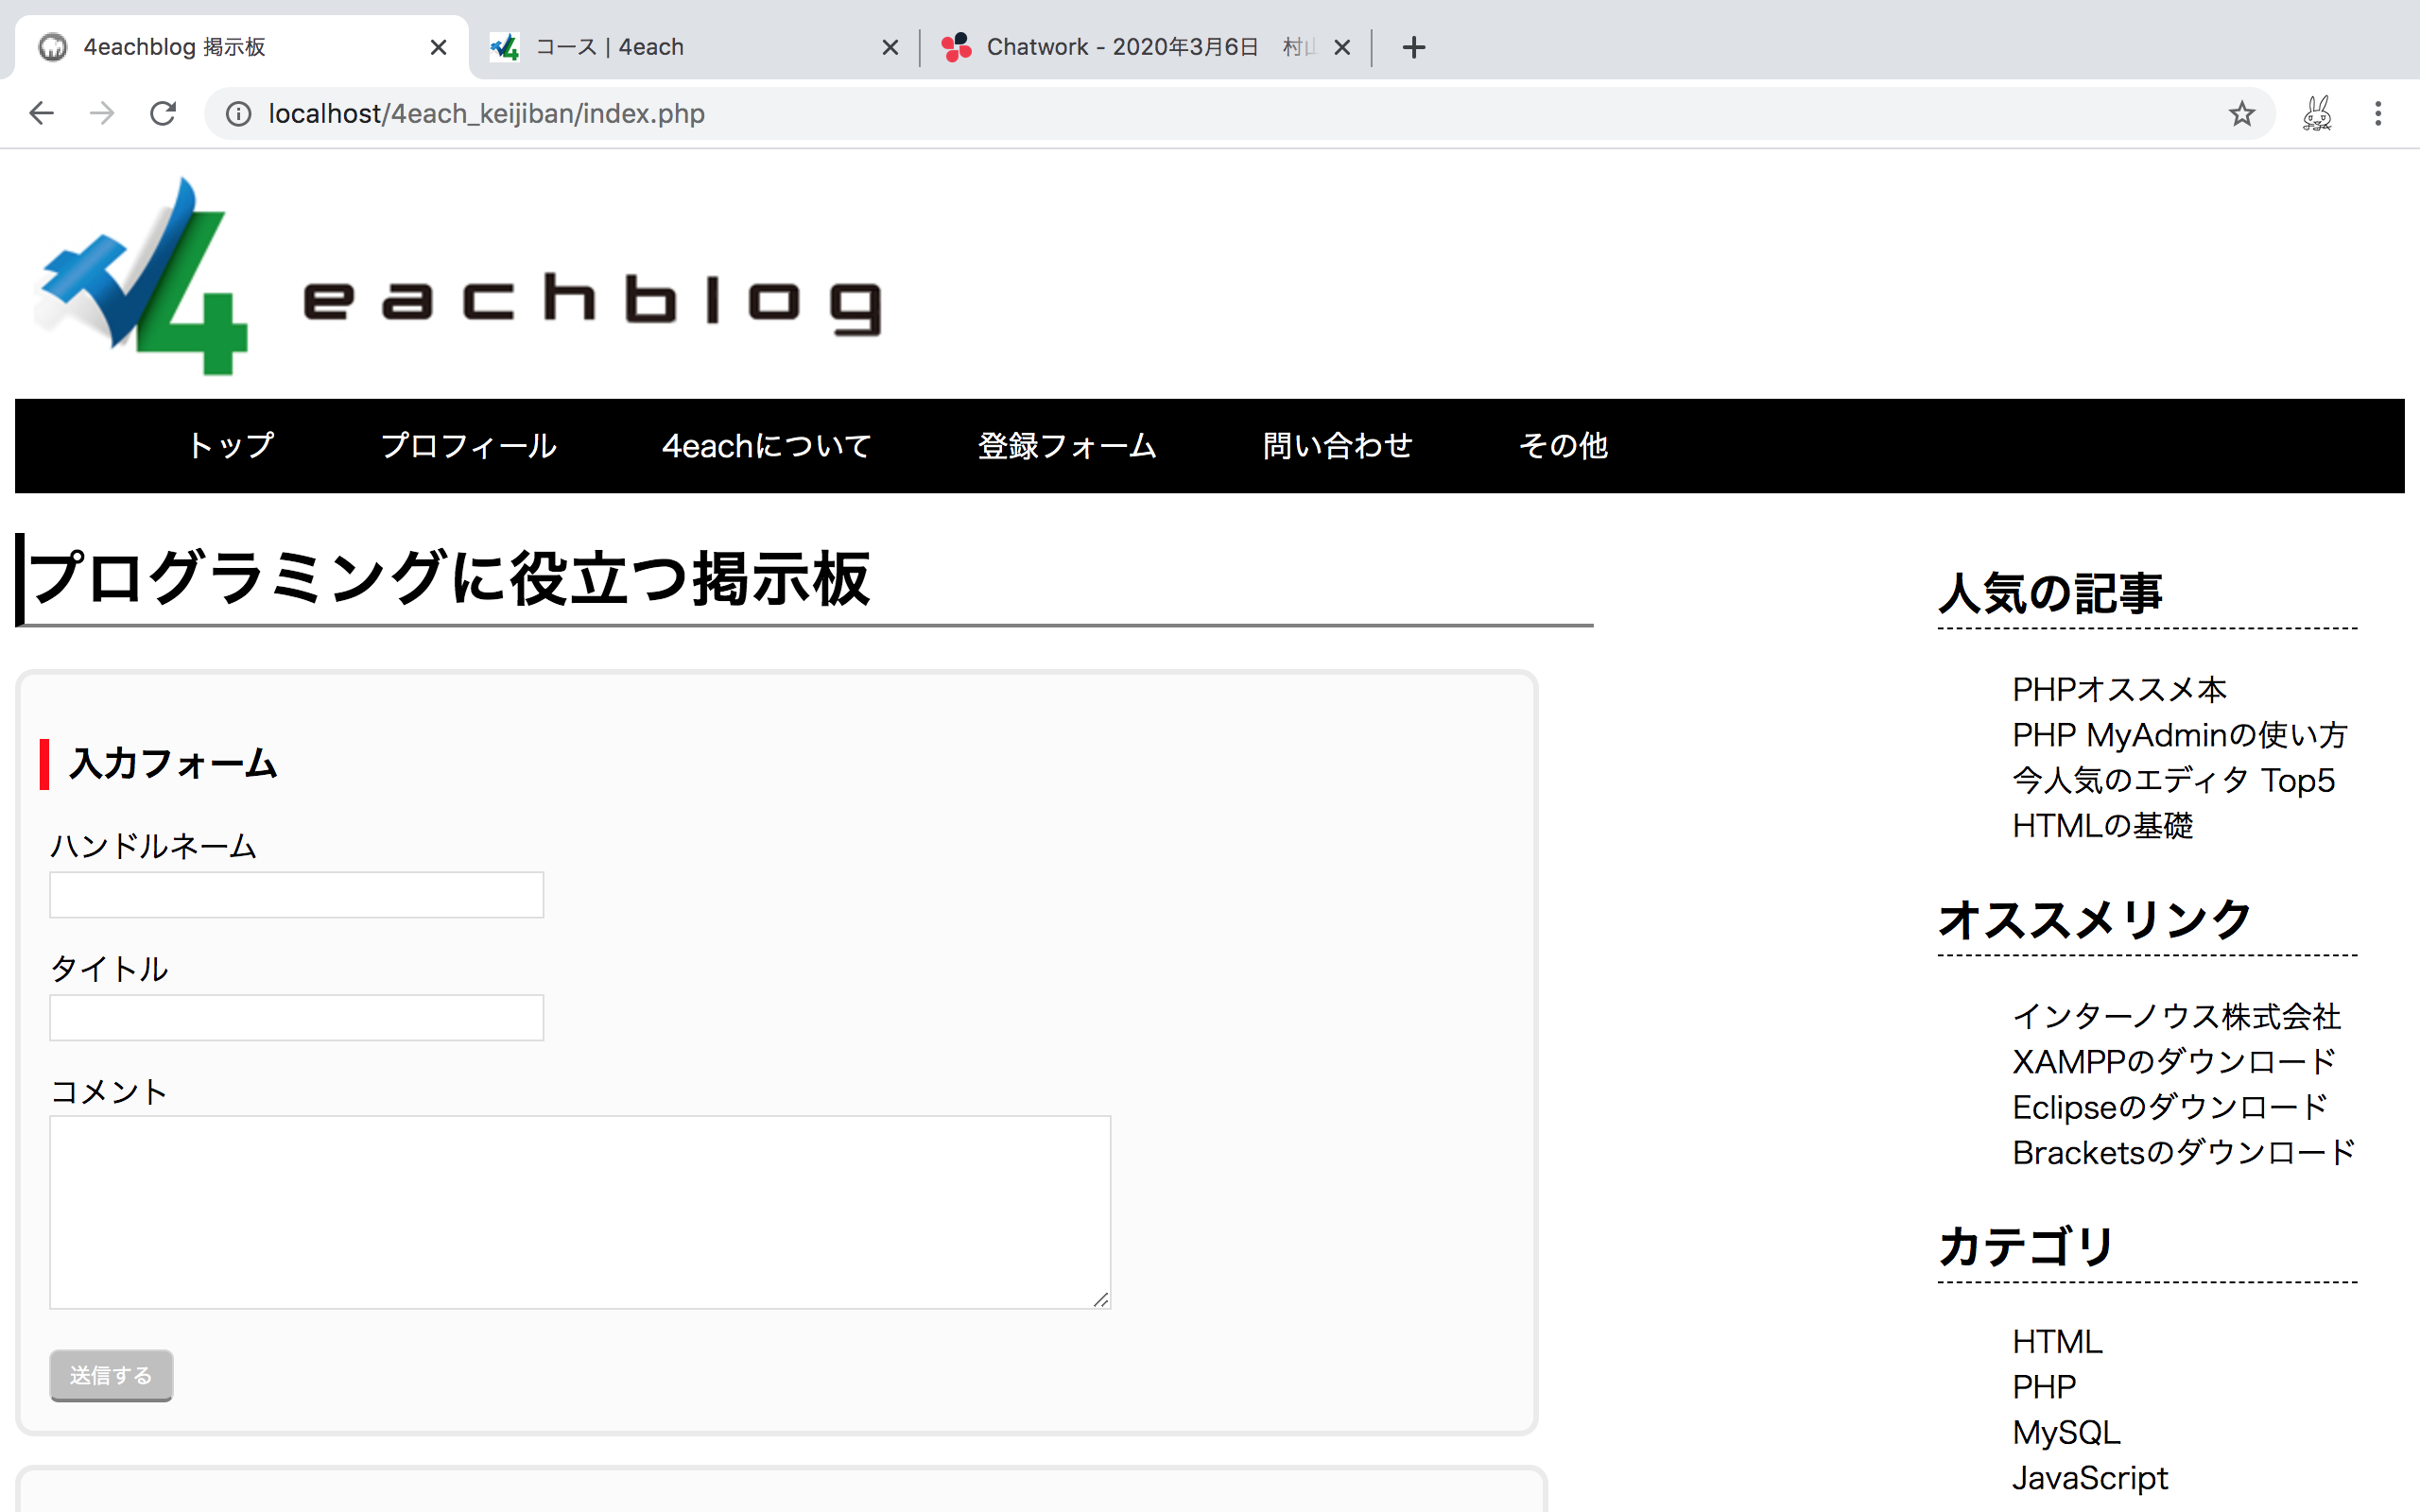 4eachblog 掲示板
コース | 4each
Chatwork - 2020年3月6日 村山
localhost/4each_keijiban/index.php
4 eachblog
トップ プロフィール 4eachについて 登録フォーム 問い合わせ その他
プログラミングに役立つ掲示板
入力フォーム
ハンドルネーム
タイトル
コメント
送信する
人気の記事
PHPオススメ本
PHP MyAdminの使い方
今人気のエディタ Top5
HTMLの基礎
オススメリンク
インターノウス株式会社
XAMPPのダウンロード
Eclipseのダウンロード
Bracketsのダウンロード
カテゴリ
HTML
PHP
MySQL
JavaScript